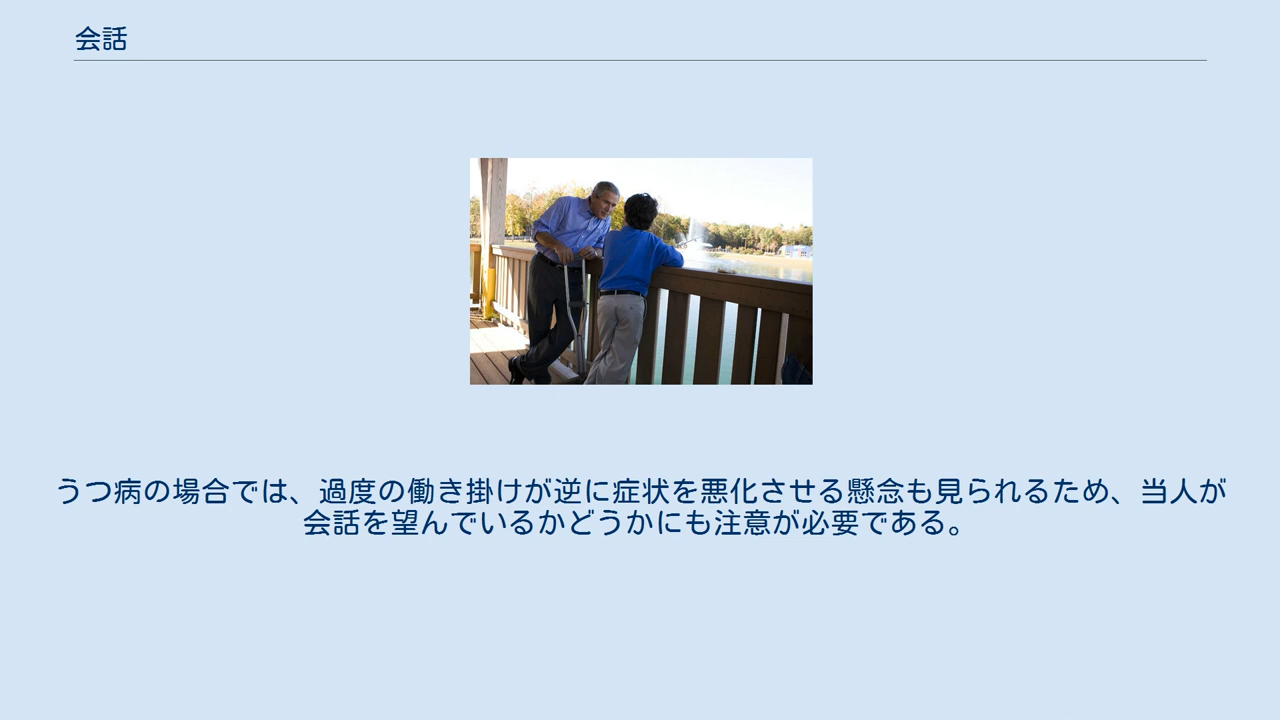 会話
うつ病の場合では、過度の働き掛けが逆に症状を悪化させる懸念も見られるため、当人が
会話を望んでいるかどうかにも注意が必要である。